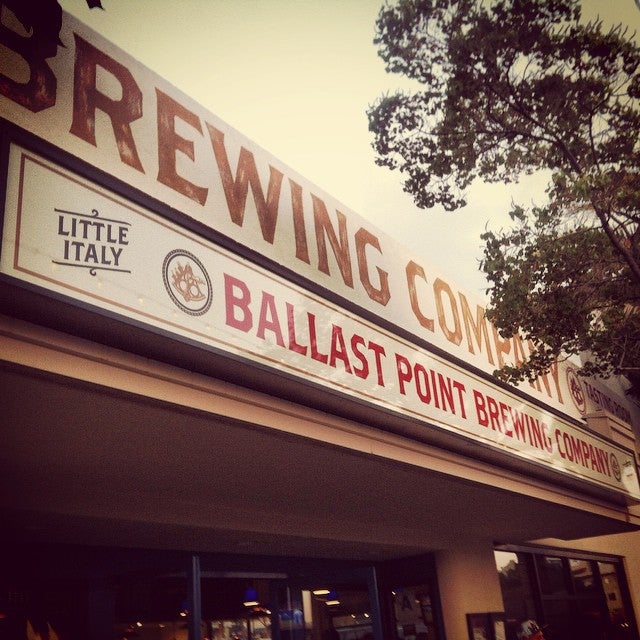 BREWING COMPANY
LITTLE
ITALY
BALLAST POINT BREWING COMPANY